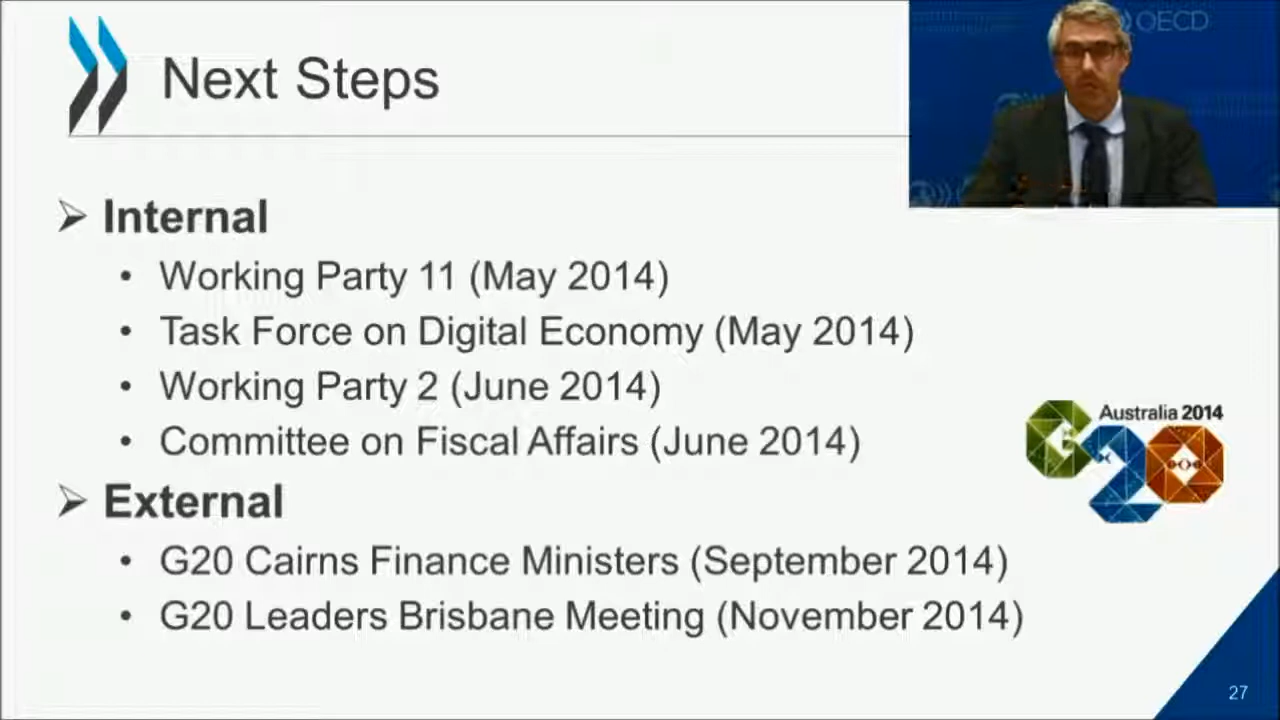 Next Steps
OECD
Internal
Working Party 11 (May 2014)
Task Force on Digital Economy (May 2014)
Working Party 2 (June 2014)
Committee on Fiscal Affairs (June 2014)
Australia 2014
G20
External
G20 Cairns Finance Ministers (September 2014)
G20 Leaders Brisbane Meeting (November 2014)
27